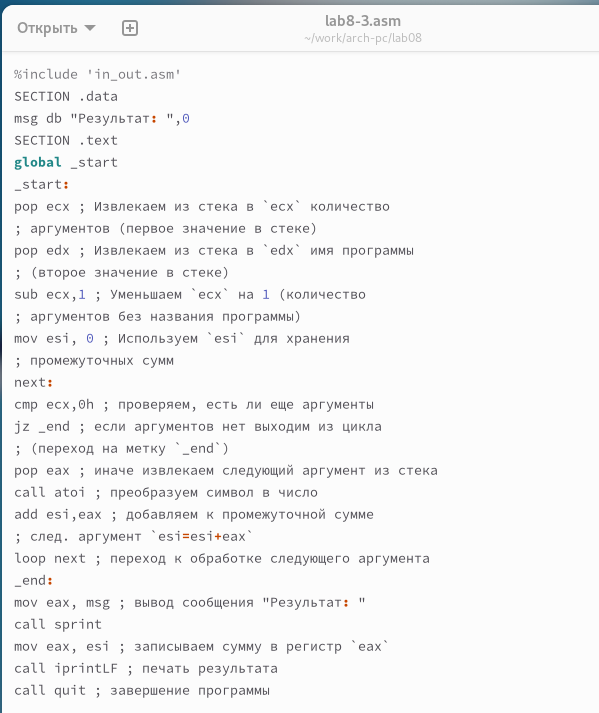 Открыть
lab8-3.asm
~/work/arch-pc/lab08
%include 'in_out.asm'
SECTION .data
msg db "Результат: ",0
SECTION .text
global _start
_start:
pop ecx ; Извлекаем из стека в `ecx` количество
; аргументов (первое значение в стеке)
pop edx ; Извлекаем из стека в `edx` имя программы
; (второе значение в стеке)
sub ecx,1 ; Уменьшаем `ecx` на 1 (количество
; аргументов без названия программы)
mov esi, 0 ; Используем `esi` для хранения
; промежуточных сумм
next:
cmp ecx,0h ; проверяем, есть ли еще аргументы
jz _end ; если аргументов нет выходим из цикла
; (переход на метку `_end`)
pop eax ; иначе извлекаем следующий аргумент из стека
call atoi ; преобразуем символ в число
add esi,eax ; добавляем к промежуточной сумме
; след. аргумент `esi=esi+eax`
loop next ; переход к обработке следующего аргумента
_end:
mov eax, msg ; вывод сообщения "Результат: "
call sprint
mov eax, esi ; записываем сумму в регистр `eax`
call iprintLF ; печать результата
call quit ; завершение программы